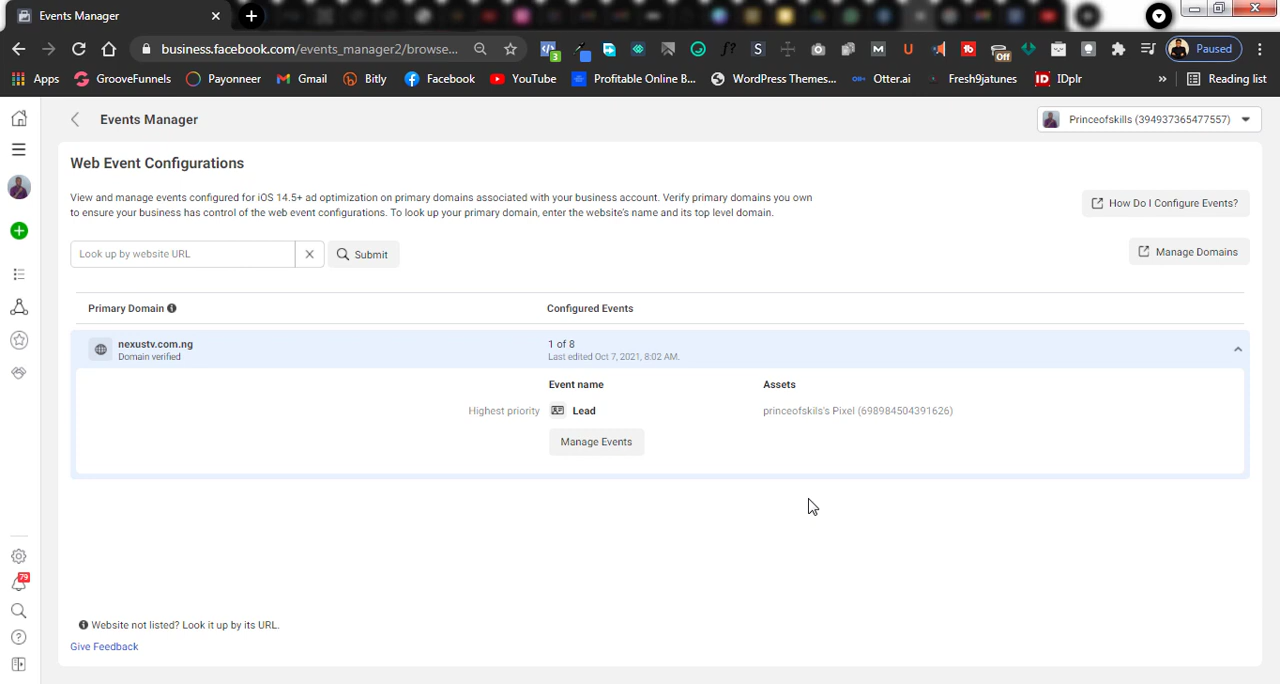 Events Manager
business.facebook.com/events_manager2/browse...
3
Off
Paused
Apps
GrooveFunnels
Payonneer
Gmail
Bitly
Facebook
YouTube
Profitable Online B...
WordPress Themes...
Otter.ai
Fresh9jatunes
ID
IDplr
»
Reading list
Events Manager
Princeofskills (394937365477557)
Web Event Configurations
View and manage events configured for iOS 14.5+ ad optimization on primary domains associated with your business account. Verify primary domains you own
to ensure your business has control of the web event configurations. To look up your primary domain, enter the website's name and its top level domain.
How Do I Configure Events?
Look up by website URL
Submit
Manage Domains
Primary Domain
Configured Events
nexustv.com.ng
Domain verified
1 of 8
Last edited Oct 7, 2021, 8:02 AM.
Event name
Assets
Highest priority
Lead
princeofskils's Pixel (698984504391626)
Manage Events
79
Website not listed? Look it up by its URL.
Give Feedback